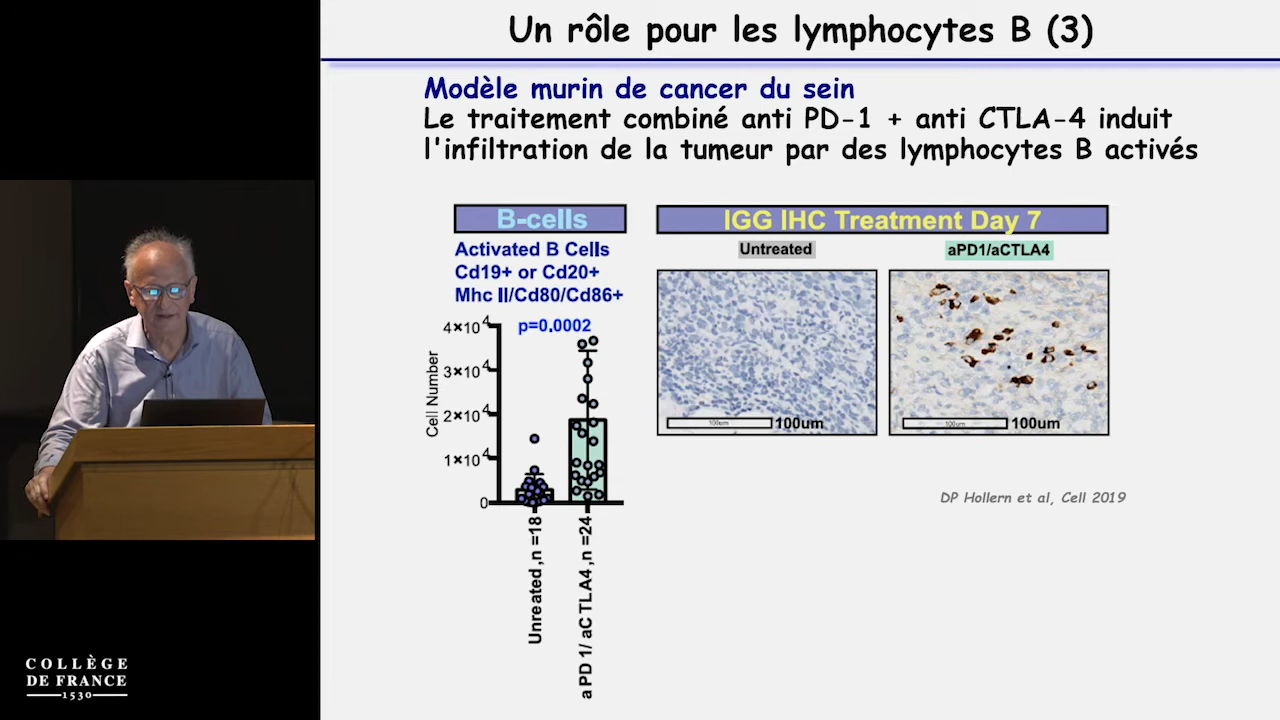 Un rôle pour les lymphocytes B (3)
Modèle murin de cancer du sein
Le traitement combiné anti PD-1 + anti CTLA-4 induit
l'infiltration de la tumeur par des lymphocytes B activés
B-cells
Activated B Cells
Cd19+ or Cd20+
Mhc II/Cd80/Cd86+
p=0.0002
4×10⁴
3×10⁴
2×10⁴
1×10⁴
0
Cell Number
Unreated,n =18
aPD1/aCTLA4,n=24
IGG IHC Treatment Day 7
Untreated
aPD1/aCTLA4
100um
100um
100um
100um
DP Hollern et al, Cell 2019
COLLÈGE
DE FRANCE
1530